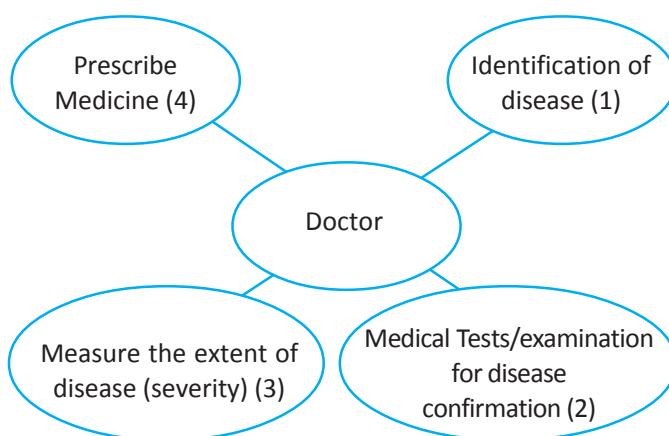 Prescribe
Medicine (4)
Identification of
disease (1)
Doctor
Measure the extent of
disease (severity) (3)
Medical Tests/examination
for disease
confirmation (2)